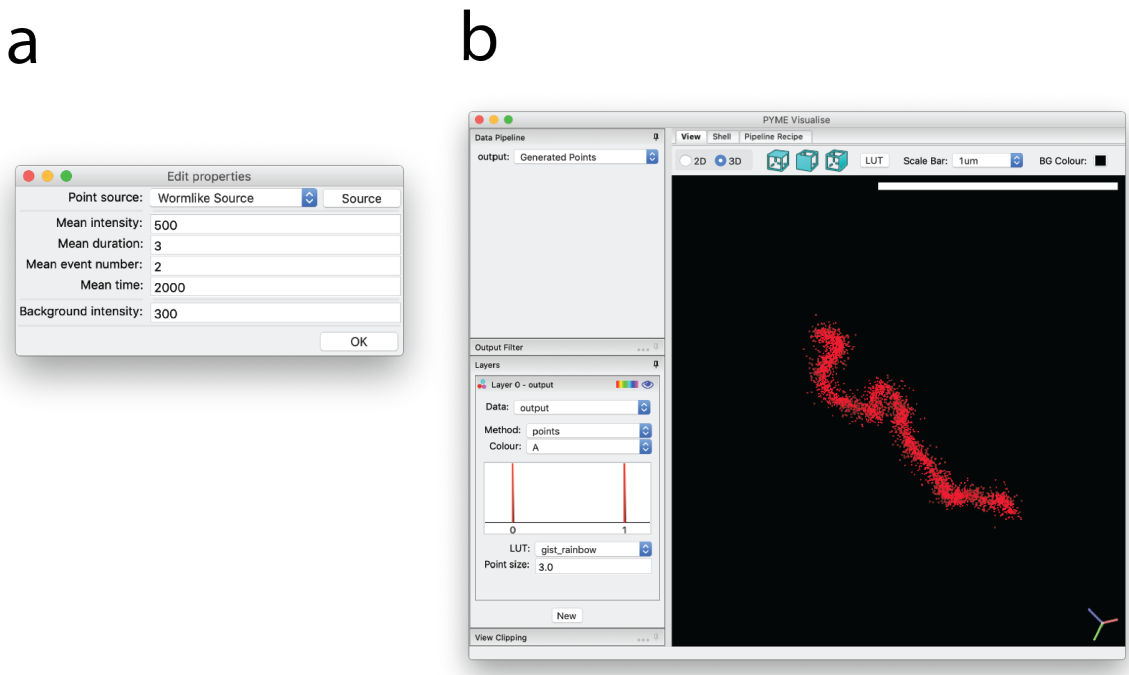 a
b
Edit properties
Point source: Wormlike Source Source
Mean intensity: 500
Mean duration: 3
Mean event number: 2
Mean time: 2000
Background intensity: 300
OK
PYME Visualise
Data Pipeline
output: Generated Points
Output Filter
Layers
Layer 0 - output
Data: output
Method: points
Colour: A
0 1
LUT: gist_rainbow
Point size: 3.0
New
View Clipping
View Shell Pipeline Recipe
2D 3D LUT Scale Bar: 1um BG Colour: